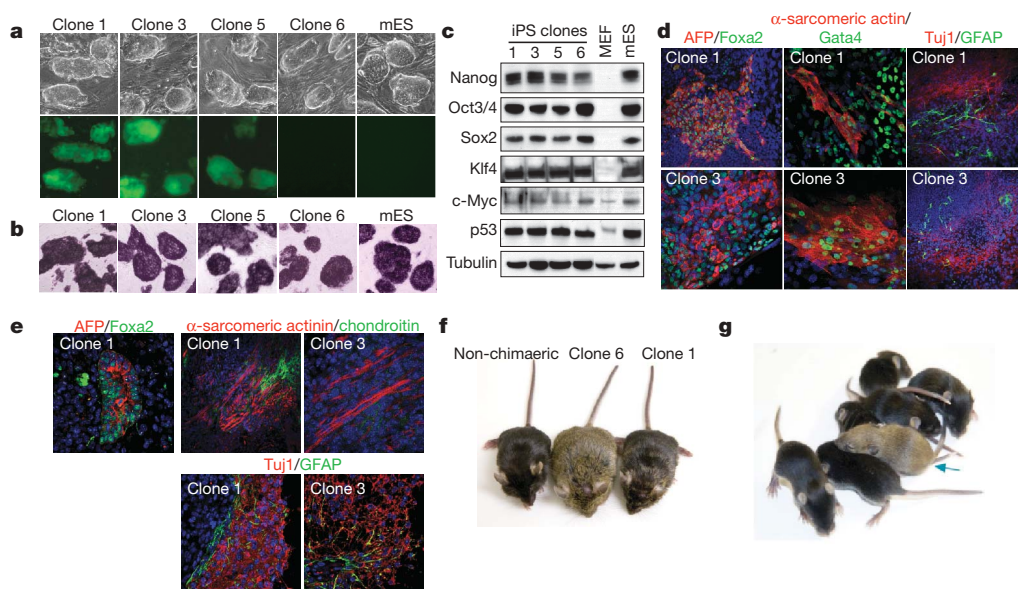 a
Clone 1 Clone 3 Clone 5 Clone 6 mES
b
Clone 1 Clone 3 Clone 5 Clone 6 mES
c
iPS clones
1 3 5 6 MEF mES
Nanog
Oct3/4
Sox2
Klf4
c-Myc
p53
Tubulin
d
α-sarcomeric actin/
AFP/Foxa2 Gata4 Tuj1/GFAP
Clone 1 Clone 1 Clone 1
Clone 3 Clone 3 Clone 3
e
AFP/Foxa2 α-sarcomeric actinin/chondroitin
Clone 1 Clone 1 Clone 3
Tuj1/GFAP
Clone 1 Clone 3
f
Non-chimaeric Clone 6 Clone 1
g